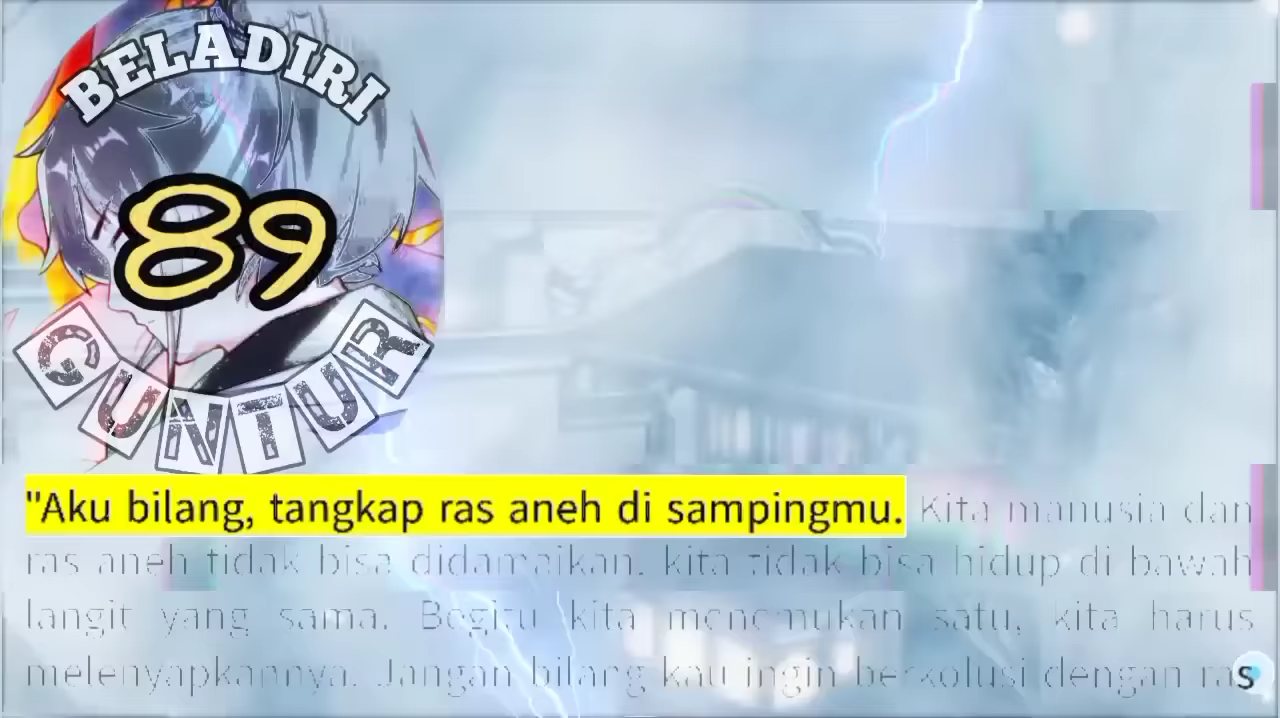 BELADIRI
89
GUNTUR
"Aku bilang, tangkap ras aneh di sampingmu. Kita manusia dan
ras aneh tidak bisa didamaikan, kita tidak bisa hidup di bawah
langit yang sama. Begitu kita menemukan satu, kita harus
melenyapkannya. Jangan bilang kau ingin berkolusi dengan ras